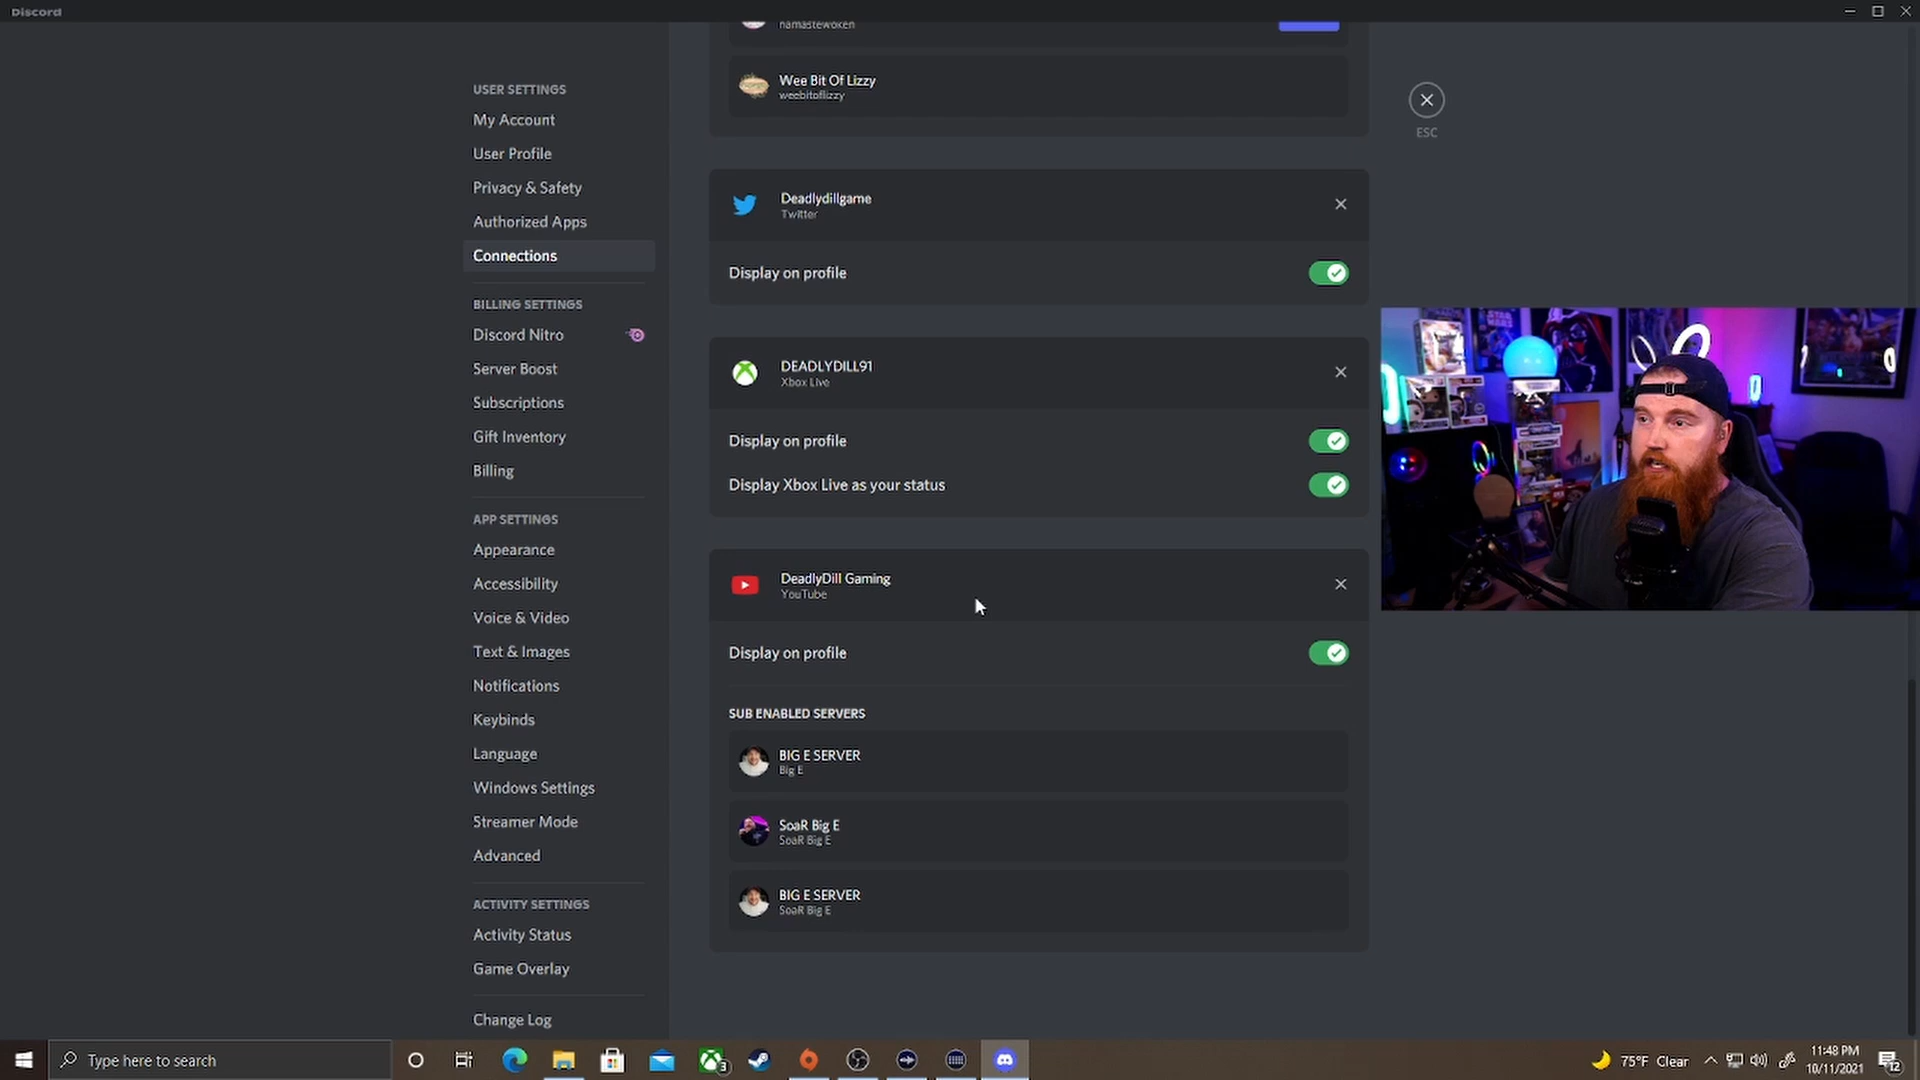 Discord
USER SETTINGS
My Account
User Profile
Privacy & Safety
Authorized Apps
Connections
BILLING SETTINGS
Discord Nitro
Server Boost
Subscriptions
Gift Inventory
Billing
APP SETTINGS
Appearance
Accessibility
Voice & Video
Text & Images
Notifications
Keybinds
Language
Windows Settings
Streamer Mode
Advanced
ACTIVITY SETTINGS
Activity Status
Game Overlay
Change Log
namastewoken
Wee Bit Of Lizzy
weebitoflizzy
Deadlydillgame
Twitter
Display on profile
DEADLYDILL91
Xbox Live
Display on profile
Display Xbox Live as your status
DeadlyDill Gaming
YouTube
Display on profile
SUB ENABLED SERVERS
BIG E SERVER
Big E
SoaR Big E
SoaR Big E
BIG E SERVER
SoaR Big E
ESC
STAR
WARS
Type here to search
3
75°F Clear
11:48 PM
10/11/2021
12